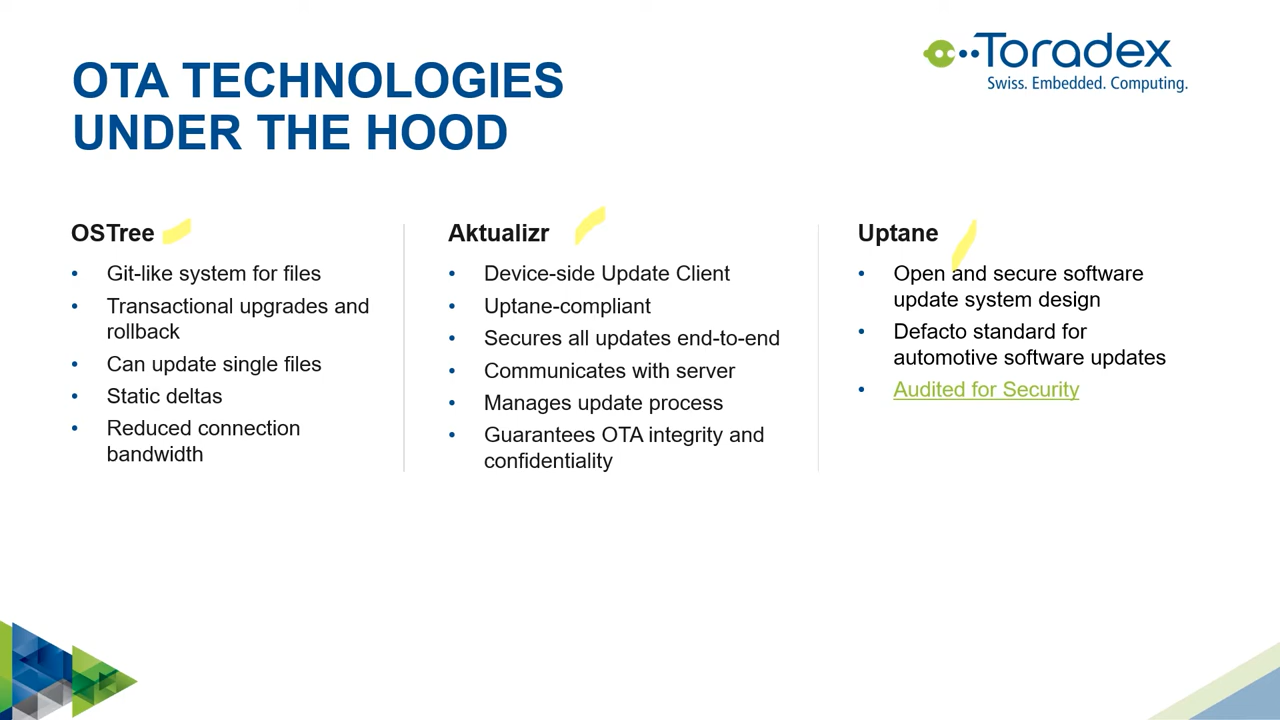 OTA TECHNOLOGIES
UNDER THE HOOD
Toradex
Swiss. Embedded. Computing.
OSTree
• Git-like system for files
• Transactional upgrades and
rollback
• Can update single files
• Static deltas
• Reduced connection
bandwidth
Aktualizr
• Device-side Update Client
• Uptane-compliant
• Secures all updates end-to-end
• Communicates with server
• Manages update process
• Guarantees OTA integrity and
confidentiality
Uptane
• Open and secure software
update system design
• Defacto standard for
automotive software updates
• Audited for Security